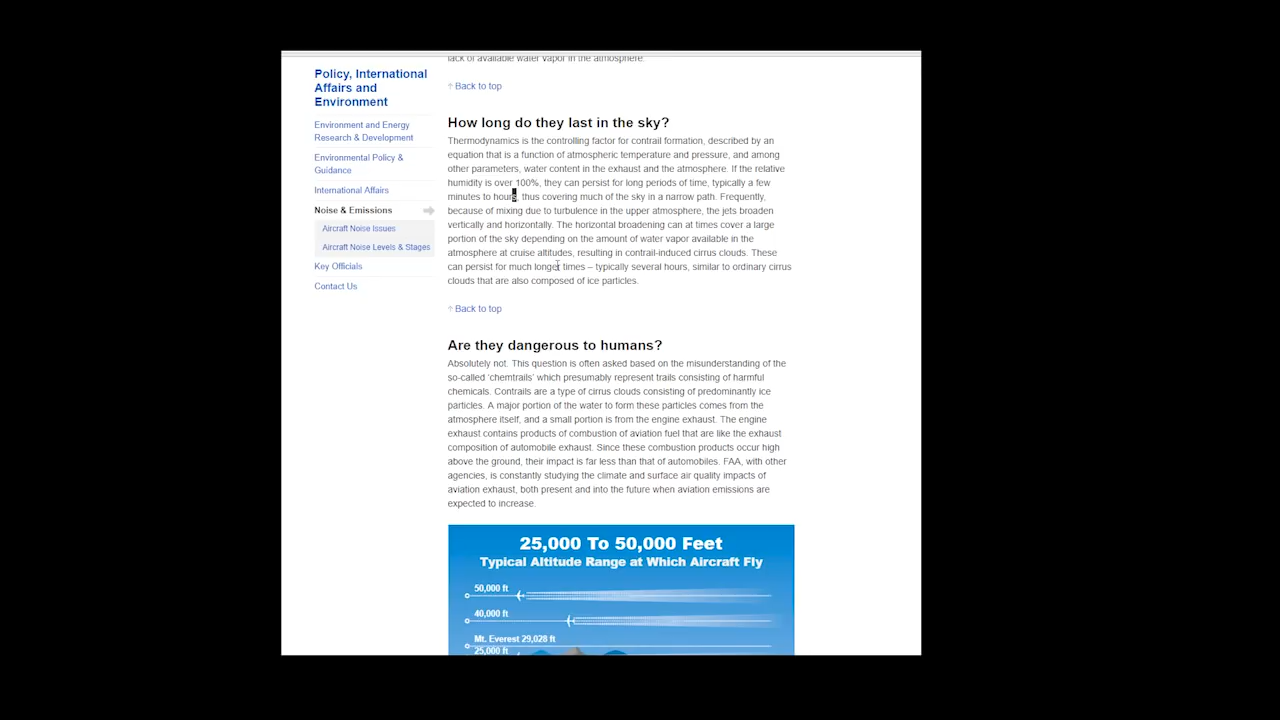 Policy, International
Affairs and
Environment
Environment and Energy
Research & Development
Environmental Policy &
Guidance
International Affairs
Noise & Emissions
Aircraft Noise Issues
Aircraft Noise Levels & Stages
Key Officials
Contact Us
lack of available water vapor in the atmosphere.
↑ Back to top
How long do they last in the sky?
Thermodynamics is the controlling factor for contrail formation, described by an
equation that is a function of atmospheric temperature and pressure, and among
other parameters, water content in the exhaust and the atmosphere. If the relative
humidity is over 100%, they can persist for long periods of time, typically a few
minutes to hours, thus covering much of the sky in a narrow path. Frequently,
because of mixing due to turbulence in the upper atmosphere, the jets broaden
vertically and horizontally. The horizontal broadening can at times cover a large
portion of the sky depending on the amount of water vapor available in the
atmosphere at cruise altitudes, resulting in contrail-induced cirrus clouds. These
can persist for much longer times – typically several hours, similar to ordinary cirrus
clouds that are also composed of ice particles.
↑ Back to top
Are they dangerous to humans?
Absolutely not. This question is often asked based on the misunderstanding of the
so-called 'chemtrails' which presumably represent trails consisting of harmful
chemicals. Contrails are a type of cirrus clouds consisting of predominantly ice
particles. A major portion of the water to form these particles comes from the
atmosphere itself, and a small portion is from the engine exhaust. The engine
exhaust contains products of combustion of aviation fuel that are like the exhaust
composition of automobile exhaust. Since these combustion products occur high
above the ground, their impact is far less than that of automobiles. FAA, with other
agencies, is constantly studying the climate and surface air quality impacts of
aviation exhaust, both present and into the future when aviation emissions are
expected to increase.
25,000 To 50,000 Feet
Typical Altitude Range at Which Aircraft Fly
50,000 ft
40,000 ft
Mt. Everest 29,028 ft
25,000 ft